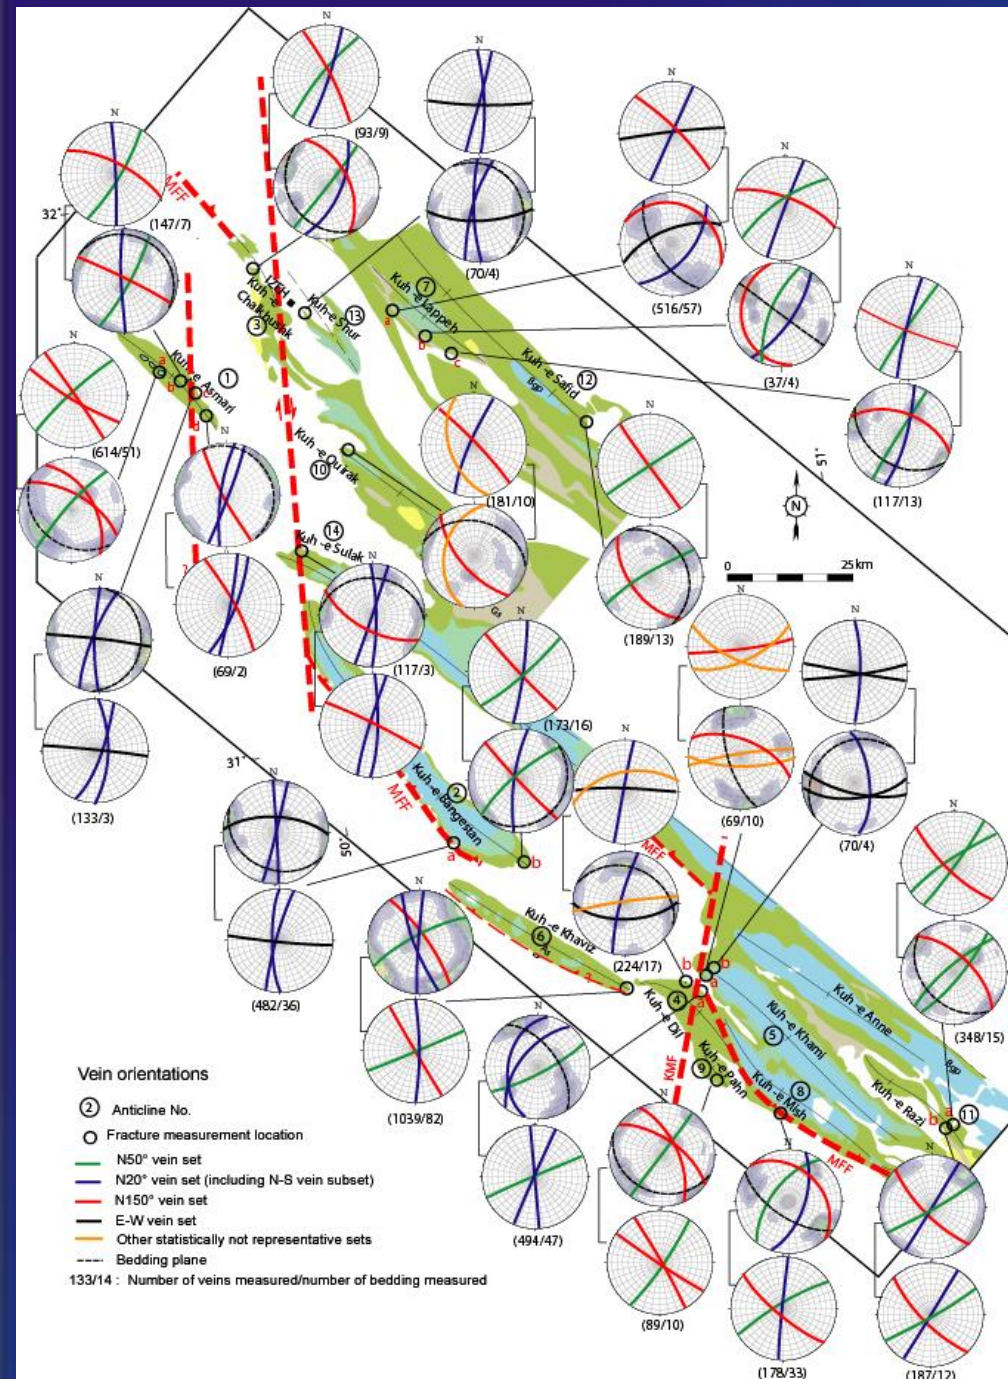 N
(93/9)
N
(70/4)
N
(516/57)
N
(37/4)
N
(117/13)
N
(147/7)
32°
MFF
IZEH
Kuh -e Chalkhushk
3
Kuh-e Shur
13
7
Kuh -e Lappeh
a
b
c
Kuh -e Safid
12
Bgp
51°
Kuh-e Asmari
1
a
b
c
d
N
(614/51)
N
(69/2)
N
(181/10)
N
(189/13)
Kuh -e Quirak
10
14
Kuh -e Sulak
Gs
N
0
25 km
N
(133/3)
N
(117/3)
N
(173/16)
N
(69/10)
N
(70/4)
31°
50°
MFF
Kuh-e Bangestan
2
a
b
N
(482/36)
N
(224/17)
MFF
N
(348/15)
Kuh -e Khaviz
6
As
?
N
(1039/82)
b
4
a
b
a
Kuh-e Dil
5
Kuh-e Khami
Kuh -e Anne
Bgp
9
Kuh-e Pahn
8
Kuh -e Mish
KMF
Kuh -e Razi
b
a
11
MFF
N
(494/47)
N
(89/10)
N
(178/33)
N
(187/12)
Vein orientations
2 Anticline No.
Fracture measurement location
N50° vein set
N20° vein set (including N-S vein subset)
N150° vein set
E-W vein set
Other statistically not representative sets
Bedding plane
133/14 : Number of veins measured/number of bedding measured